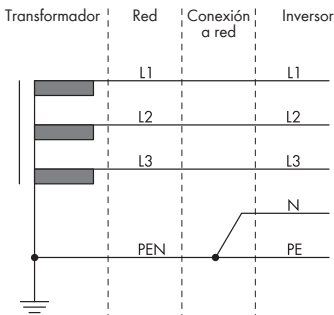 Transformador Red Conexión a red Inversor
L1 L1
L2 L2
L3 L3
N
PEN PE